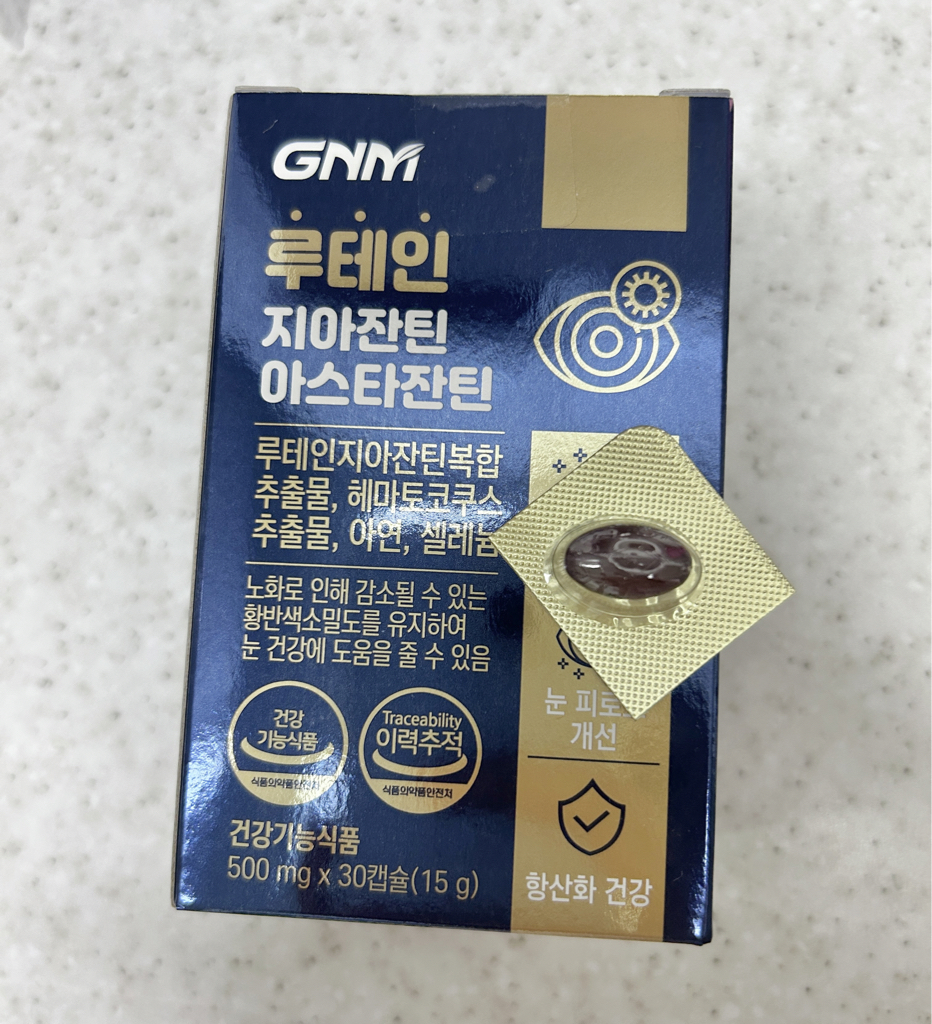 GNM
루테인
지아잔틴
아스타잔틴
루테인지아잔틴복합
추출물, 헤마토코쿠스
추출물, 아연, 셀레늄
노화로 인해 감소될 수 있는
황반색소밀도를 유지하여
눈 건강에 도움을 줄 수 있음
건강
기능식품
식품의약품안전처
Traceability
이력추적
식품의약품안전처
건강기능식품
500 mg x 30캡슐(15 g)
눈
개선
항산화 건강